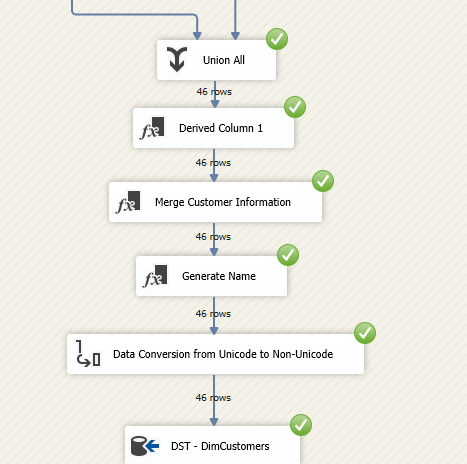 Union All
46 rows
Derived Column 1
46 rows
Merge Customer Information
46 rows
Generate Name
46 rows
Data Conversion from Unicode to Non-Unicode
46 rows
DST - DimCustomers